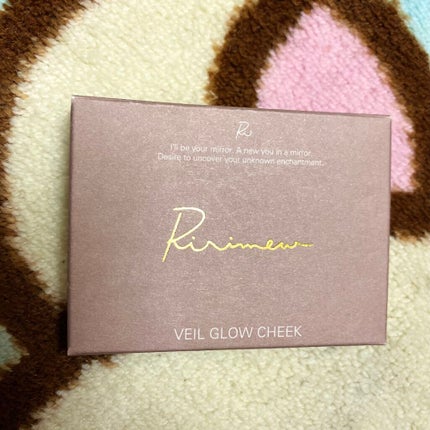 Ri
I'll be your mirror. A new you in a mirror.
Desire to uncover your unknown enchantment.
Ririmew
VEIL GLOW CHEEK